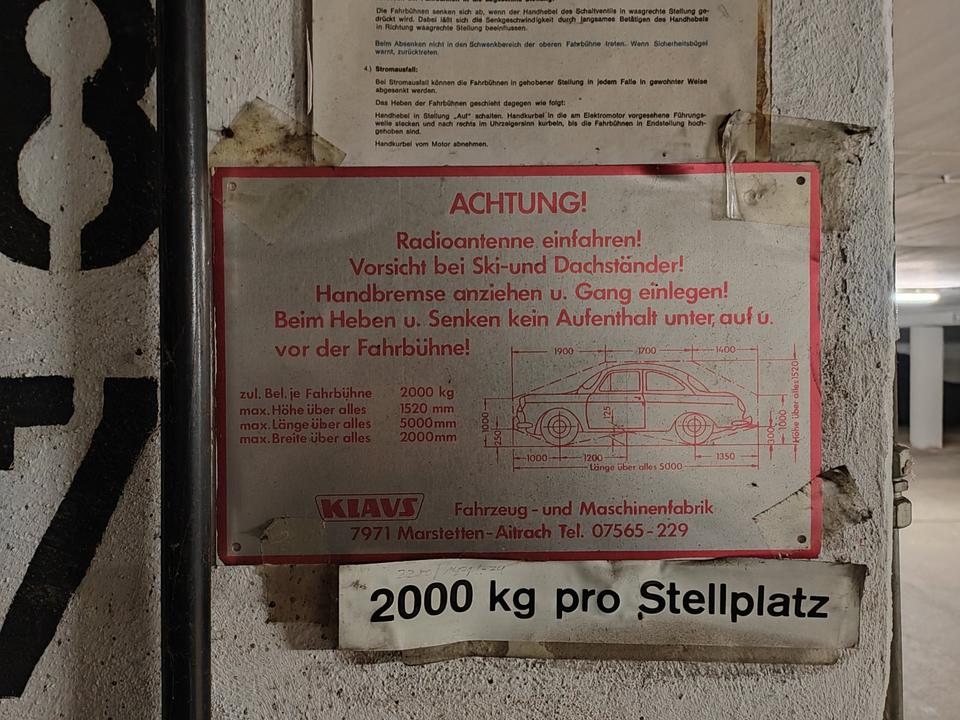 Die Fahrbühnen senken sich ab, wenn der Handhebel des Schaltventils in waagrechte Stellung ge-
drückt wird. Dabei läßt sich die Senkgeschwindigkeit durch langsames Betätigen des Handhebels
in Richtung waagrechte Stellung beeinflussen.
Beim Absenken nicht in den Schwenkbereich der oberen Fahrbühne treten. Wenn Sicherheitsbügel
warnt, zurücktreten.
4.) Stromausfall:
Bei Stromausfall können die Fahrbühnen in gehobener Stellung in jedem Falle in gewohnter Weise
abgesenkt werden.
Das Heben der Fahrbühnen geschieht dagegen wie folgt:
Handhebel in Stellung „Auf" schalten. Handkurbel in die am Elektromotor vorgesehene Führungs-
welle stecken und nach rechts im Uhrzeigersinn kurbeln, bis die Fahrbühnen in Endstellung hoch-
gehoben sind.
Handkurbel vom Motor abnehmen.
8
7
ACHTUNG!
Radioantenne einfahren!
Vorsicht bei Ski-und Dachständer!
Handbremse anziehen u. Gang einlegen!
Beim Heben u. Senken kein Aufenthalt unter, auf u.
vor der Fahrbühne!
zul. Bel. je Fahrbühne 2000 kg
max. Höhe über alles 1520 mm
max. Länge über alles 5000mm
max. Breite über alles 2000mm
1900 1700 1400
1000 250 125 1000 Höhe über alles 1520
1000 1200 1350
Länge über alles 5000
KLAUS Fahrzeug-und Maschinenfabrik
7971 Marstetten-Aitrach Tel. 07565-229
2000 kg pro Stellplatz